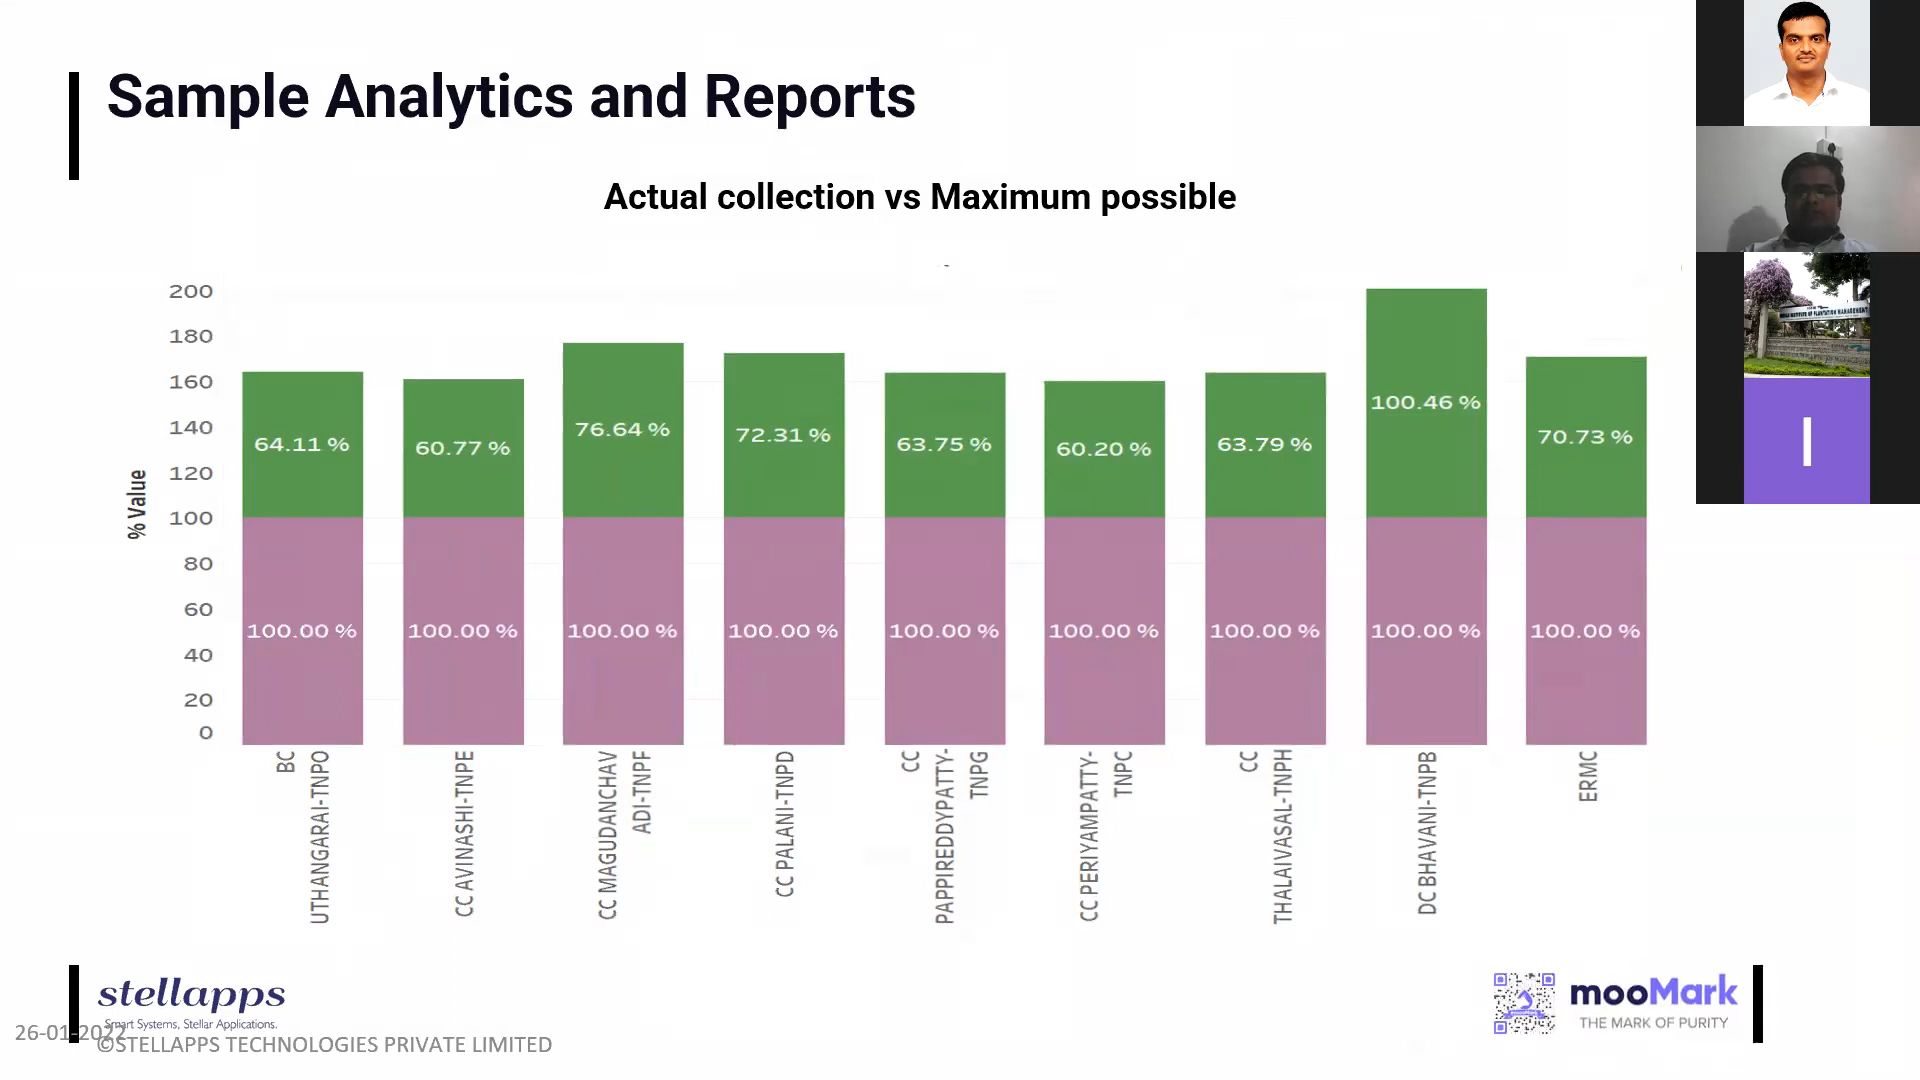 Sample Analytics and Reports
Actual collection vs Maximum possible
% Value
200
180
160
140
120
100
80
60
40
20
0
64.11 %
60.77 %
76.64 %
72.31 %
63.75 %
60.20 %
63.79 %
100.46 %
70.73 %
100.00 %
100.00 %
100.00 %
100.00 %
100.00 %
100.00 %
100.00 %
100.00 %
100.00 %
BC
UTHANGARAI-TNPO
CC AVINASHI-TNPE
CC MAGUDANCHAV
ADI-TNPF
CC PALANI-TNPD
CC
PAPPIREDDYPATTY-
TNPG
CC PERIYAMPATTY-
TNPC
CC
THALAIVASAL-TNPH
DC BHAVANI-TNPB
ERMC
INSTITUTE OF PLANTATION MANAGEMENT
I
stellapps
Smart Systems, Stellar Applications.
26-01-2022
©STELLAPPS TECHNOLOGIES PRIVATE LIMITED
mooMark
THE MARK OF PURITY